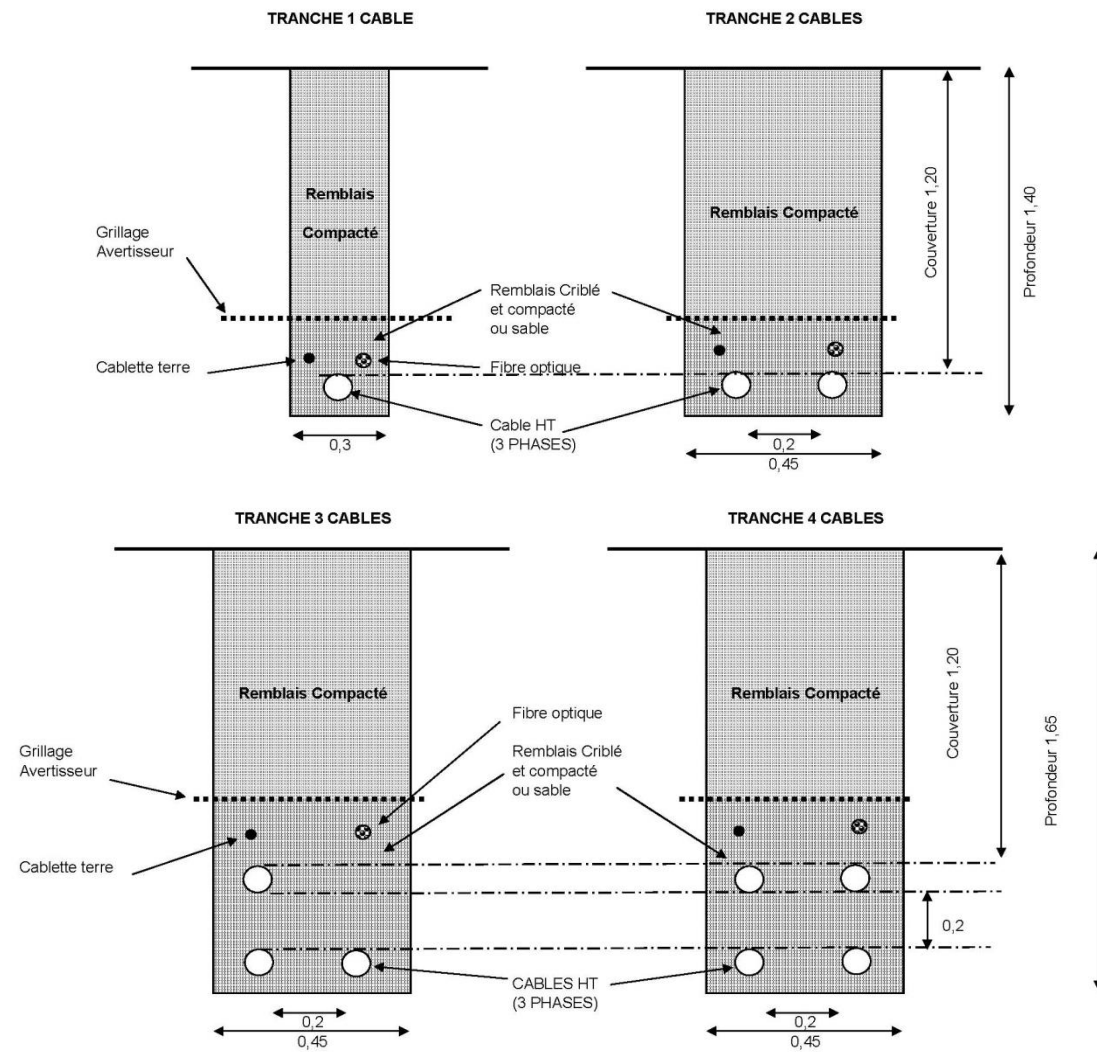 TRANCHE 1 CABLE
TRANCHE 2 CABLES
Remblais
Compacté
Remblais Compacté
Couverture 1,20
Profondeur 1,40
Grillage
Avertisseur
Remblais Criblé
et compacté
ou sable
Cablette terre
Fibre optique
Cable HT
(3 PHASES)
0,3
0,2
0,45
TRANCHE 3 CABLES
TRANCHE 4 CABLES
Remblais Compacté
Remblais Compacté
Couverture 1,20
Profondeur 1,65
Fibre optique
Grillage
Avertisseur
Remblais Criblé
et compacté
ou sable
Cablette terre
0,2
CABLES HT
(3 PHASES)
0,2
0,45
0,2
0,45